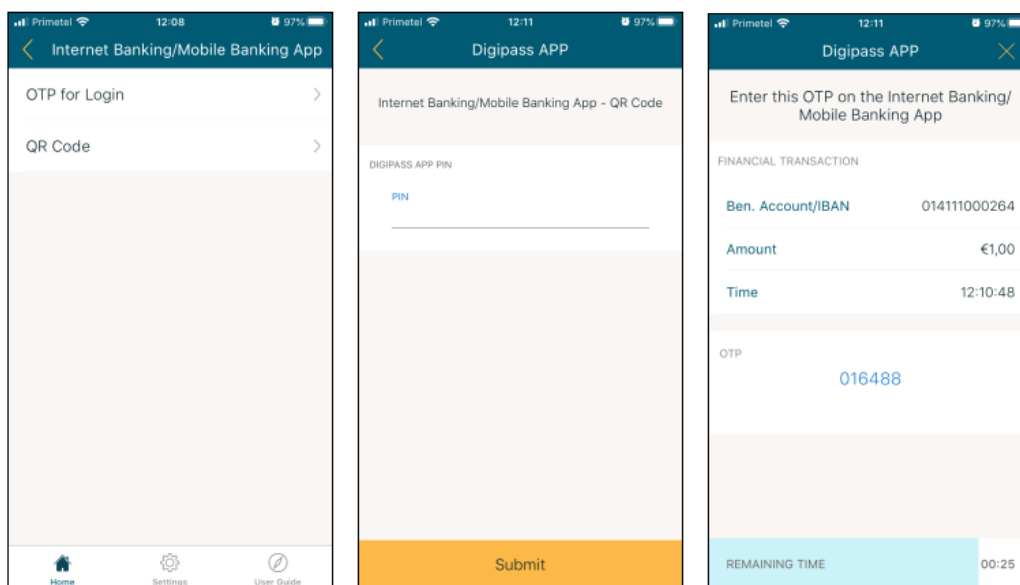 Primetel 12:08 97%
Internet Banking/Mobile Banking App
OTP for Login
QR Code
Home Settings User Guide
Primetel 12:11 97%
Digipass APP
Internet Banking/Mobile Banking App - QR Code
DIGIPASS APP PIN
PIN
Submit
Primetel 12:11 97%
Digipass APP
Enter this OTP on the Internet Banking/
Mobile Banking App
FINANCIAL TRANSACTION
Ben. Account/IBAN 014111000264
Amount €1,00
Time 12:10:48
OTP
016488
REMAINING TIME 00:25